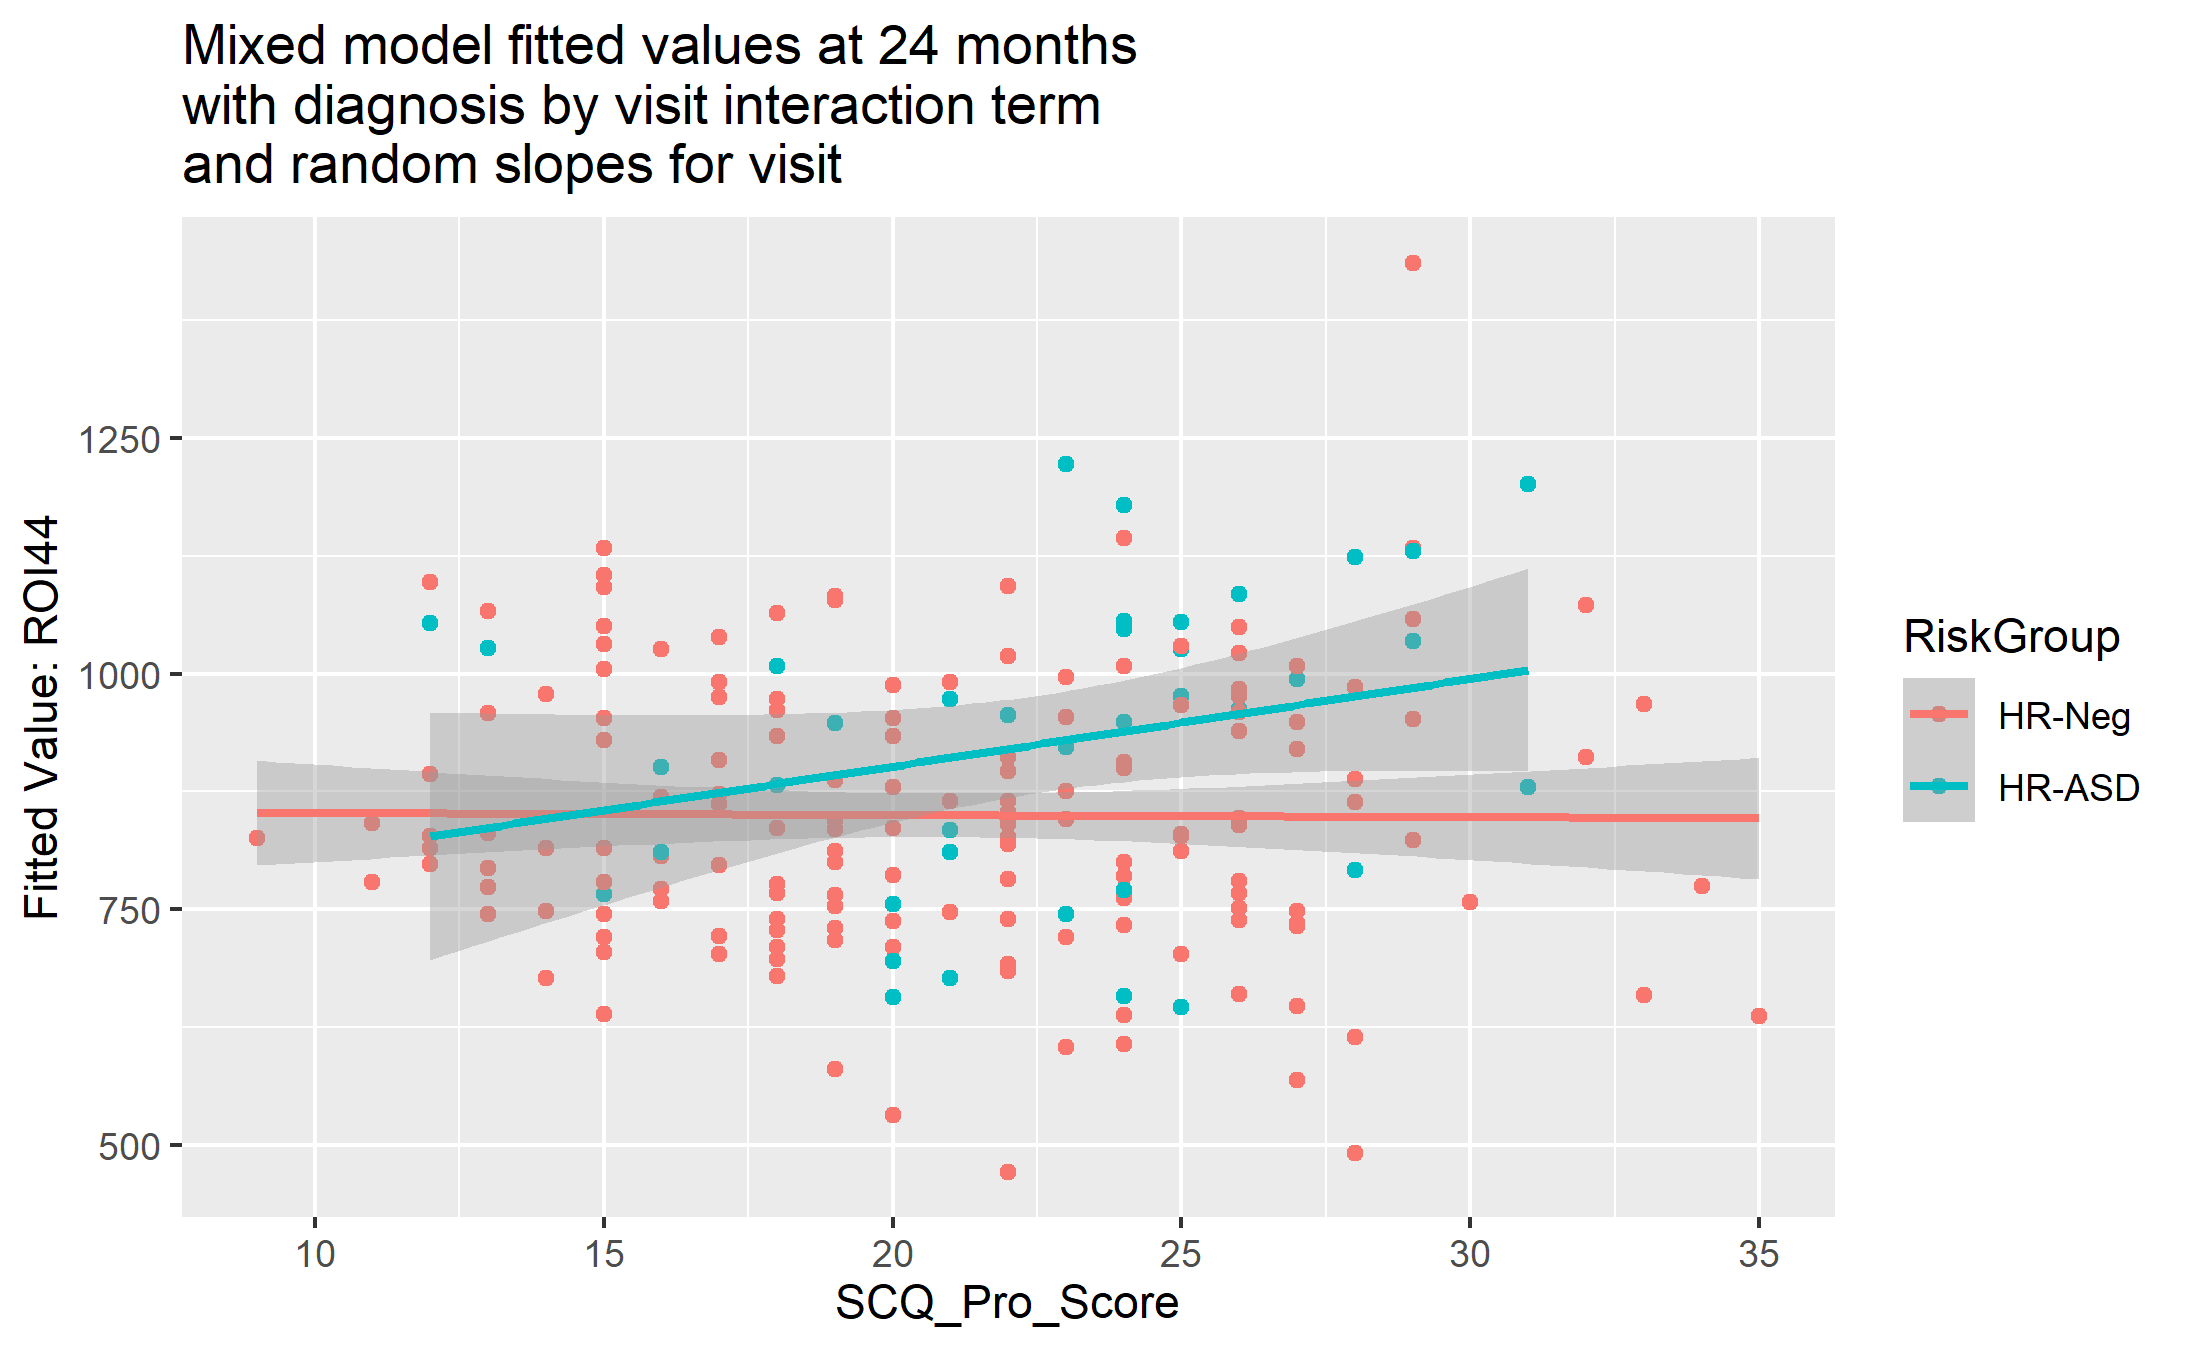 Mixed model fitted values at 24 months
with diagnosis by visit interaction term
and random slopes for visit
Fitted Value: ROI44
1250
1000
750
500
10 15 20 25 30 35
SCQ_Pro_Score
RiskGroup
HR-Neg
HR-ASD